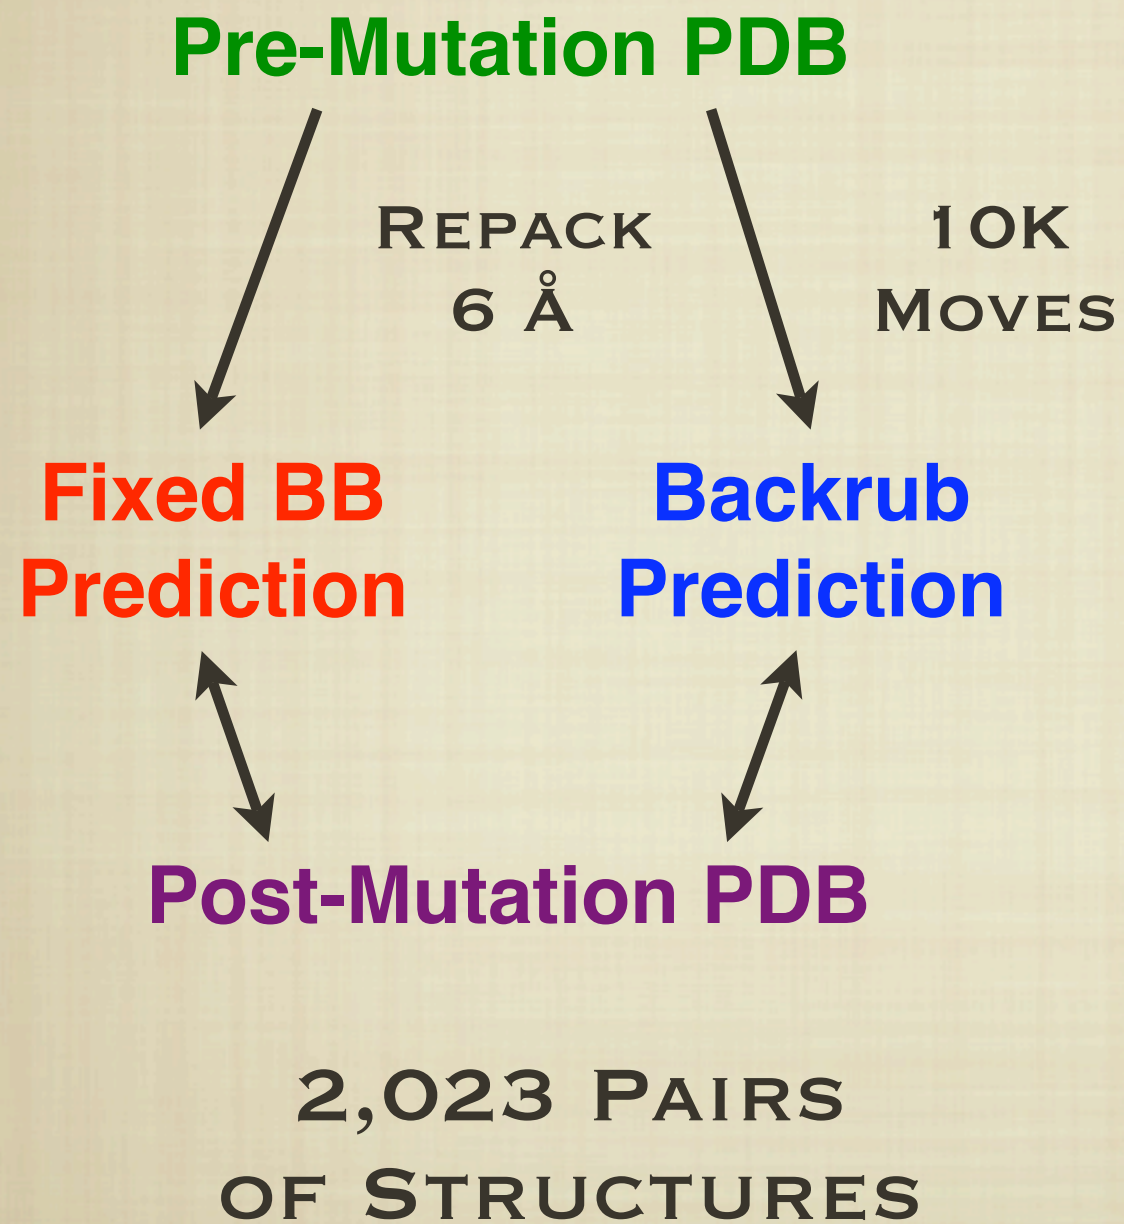 Pre-Mutation PDB
Repack
6 Å
10K
Moves
Fixed BB
Prediction
Backrub
Prediction
Post-Mutation PDB
2,023 Pairs
of Structures